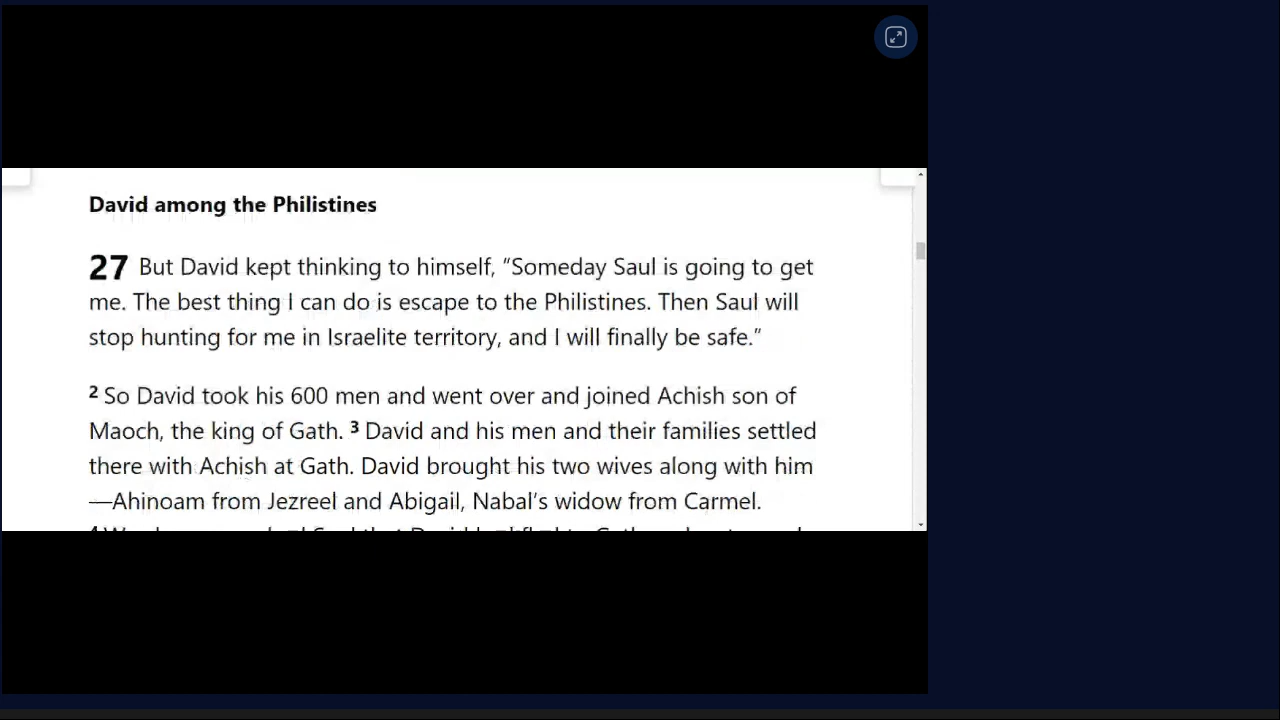 David among the Philistines
27 But David kept thinking to himself, “Someday Saul is going to get
me. The best thing I can do is escape to the Philistines. Then Saul will
stop hunting for me in Israelite territory, and I will finally be safe.”
2 So David took his 600 men and went over and joined Achish son of
Maoch, the king of Gath. 3 David and his men and their families settled
there with Achish at Gath. David brought his two wives along with him
—Ahinoam from Jezreel and Abigail, Nabal’s widow from Carmel.